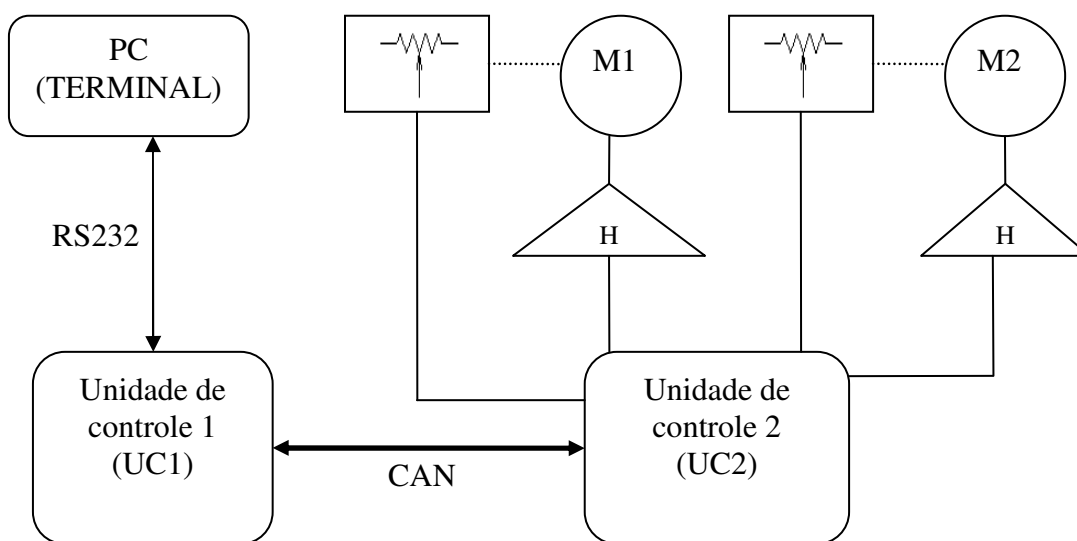 PC
(TERMINAL)
M1
M2
H
H
RS232
Unidade de
controle 1
(UC1)
CAN
Unidade de
controle 2
(UC2)